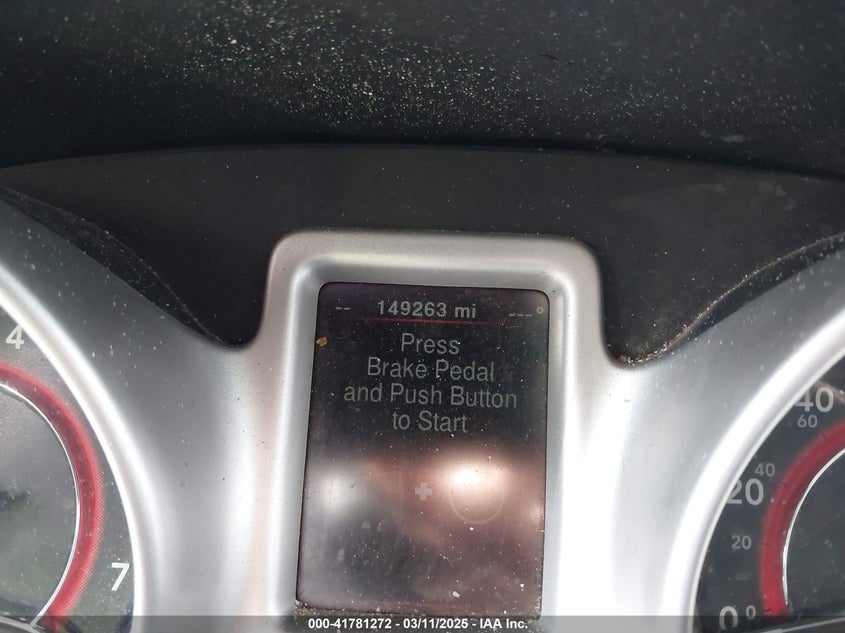 -- 149263 mi ---°
Press
Brake Pedal
and Push Button
to Start
+
4
7
40
60
40
20
20
0 0
000-41781272 - 03/11/2025 - IAA Inc.